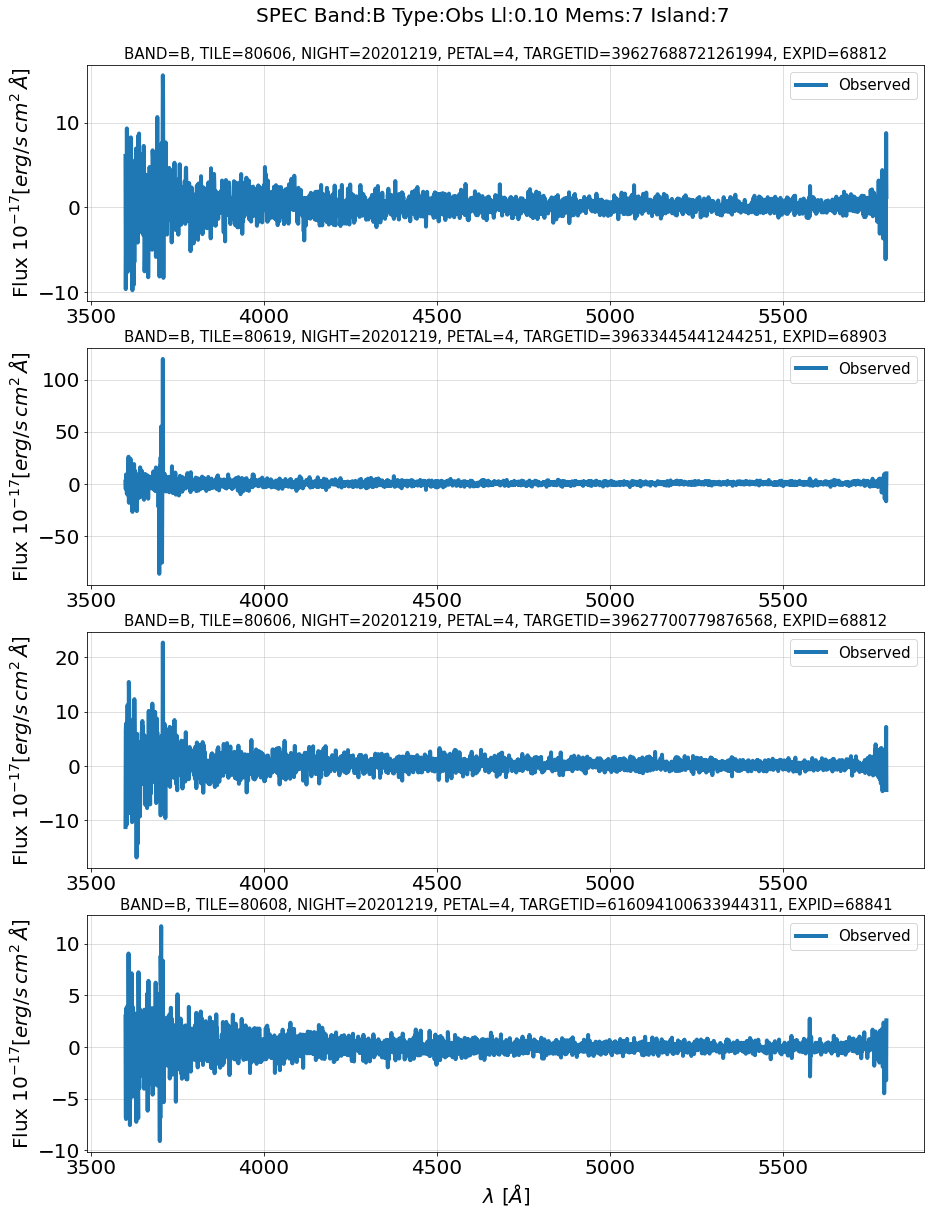 SPEC Band:B Type:Obs Ll:0.10 Mems:7 Island:7
BAND=B, TILE=80606, NIGHT=20201219, PETAL=4, TARGETID=39627688721261994, EXPID=68812
Observed
Flux 10⁻¹⁷[erg/s cm² Å]
10
0
−10
3500 4000 4500 5000 5500
BAND=B, TILE=80619, NIGHT=20201219, PETAL=4, TARGETID=39633445441244251, EXPID=68903
Observed
Flux 10⁻¹⁷[erg/s cm² Å]
100
50
0
−50
3500 4000 4500 5000 5500
BAND=B, TILE=80606, NIGHT=20201219, PETAL=4, TARGETID=39627700779876568, EXPID=68812
Observed
Flux 10⁻¹⁷[erg/s cm² Å]
20
10
0
−10
3500 4000 4500 5000 5500
BAND=B, TILE=80608, NIGHT=20201219, PETAL=4, TARGETID=616094100633944311, EXPID=68841
Observed
Flux 10⁻¹⁷[erg/s cm² Å]
10
5
0
−5
−10
3500 4000 4500 5000 5500
λ [Å]